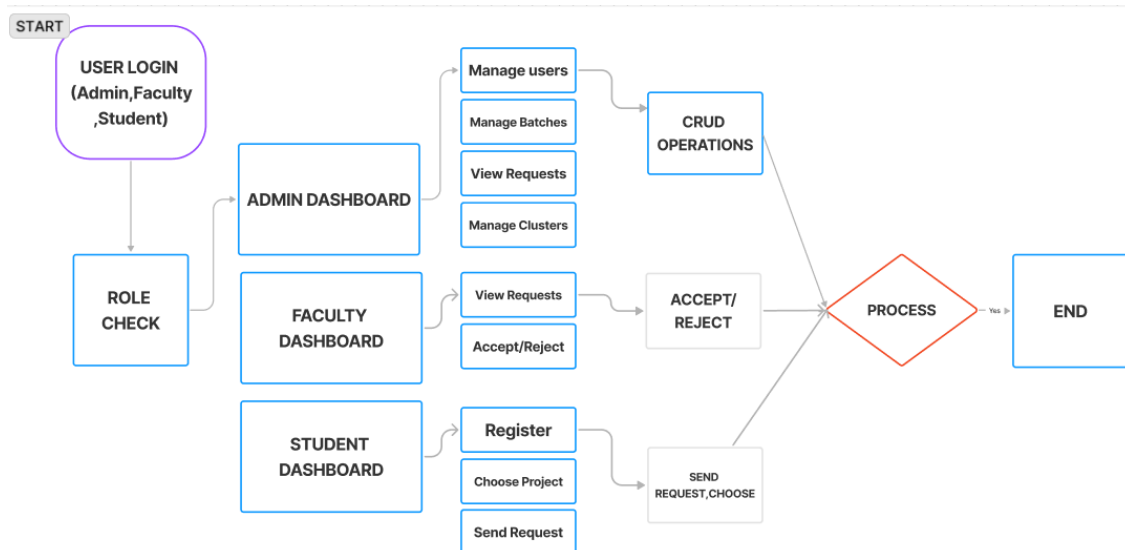 START
USER LOGIN
(Admin,Faculty
,Student)
ROLE
CHECK
ADMIN DASHBOARD
Manage users
Manage Batches
View Requests
Manage Clusters
CRUD
OPERATIONS
FACULTY
DASHBOARD
View Requests
Accept/Reject
ACCEPT/
REJECT
STUDENT
DASHBOARD
Register
Choose Project
Send Request
SEND
REQUEST,CHOOSE
PROCESS
Yes
END